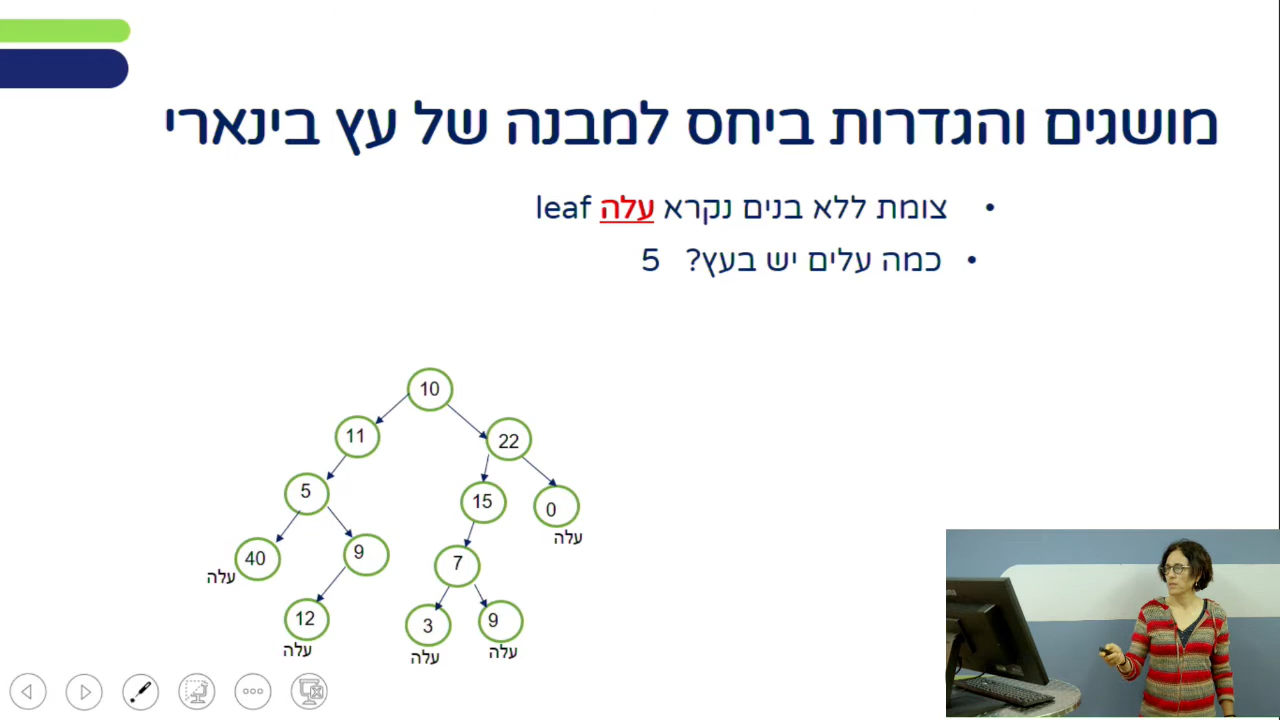 מושגים והגדרות ביחס למבנה של עץ בינארי
• צומת ללא בנים נקרא עלה leaf
• כמה עלים יש בעץ? 5
10
11
22
5
15
0
עלה
40
עלה
9
7
12
עלה
3
עלה
9
עלה